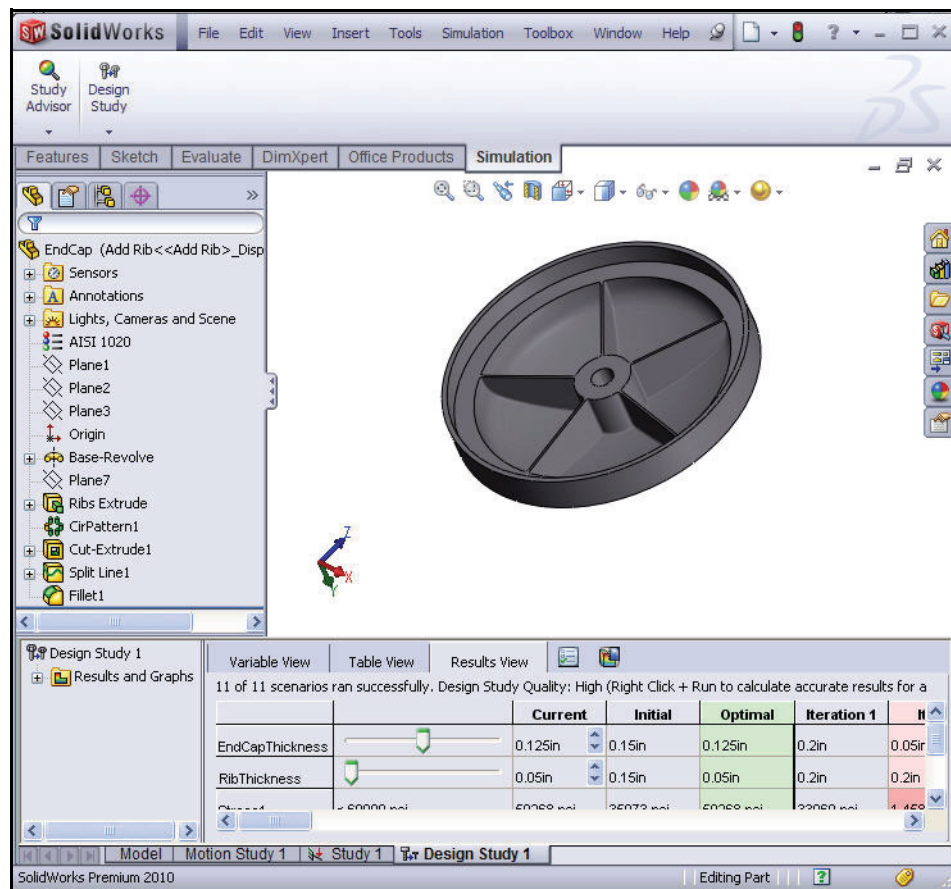 SolidWorks File Edit View Insert Tools Simulation Toolbox Window Help
Study Advisor
Design Study
Features Sketch Evaluate DimXpert Office Products Simulation
EndCap (Add Rib<<Add Rib>_Disp
Sensors
Annotations
Lights, Cameras and Scene
AISI 1020
Plane1
Plane2
Plane3
Origin
Base-Revolve
Plane7
Ribs Extrude
CirPattern1
Cut-Extrude1
Split Line1
Fillet1
Z
X
Y
Design Study 1
Results and Graphs
Variable View Table View Results View
11 of 11 scenarios ran successfully. Design Study Quality: High (Right Click + Run to calculate accurate results for a
Current Initial Optimal Iteration 1 It
EndCapThickness 0.125in 0.15in 0.125in 0.2in 0.05in
RibThickness 0.05in 0.15in 0.05in 0.2in 0.2in
Model Motion Study 1 Study 1 Design Study 1
SolidWorks Premium 2010 Editing Part